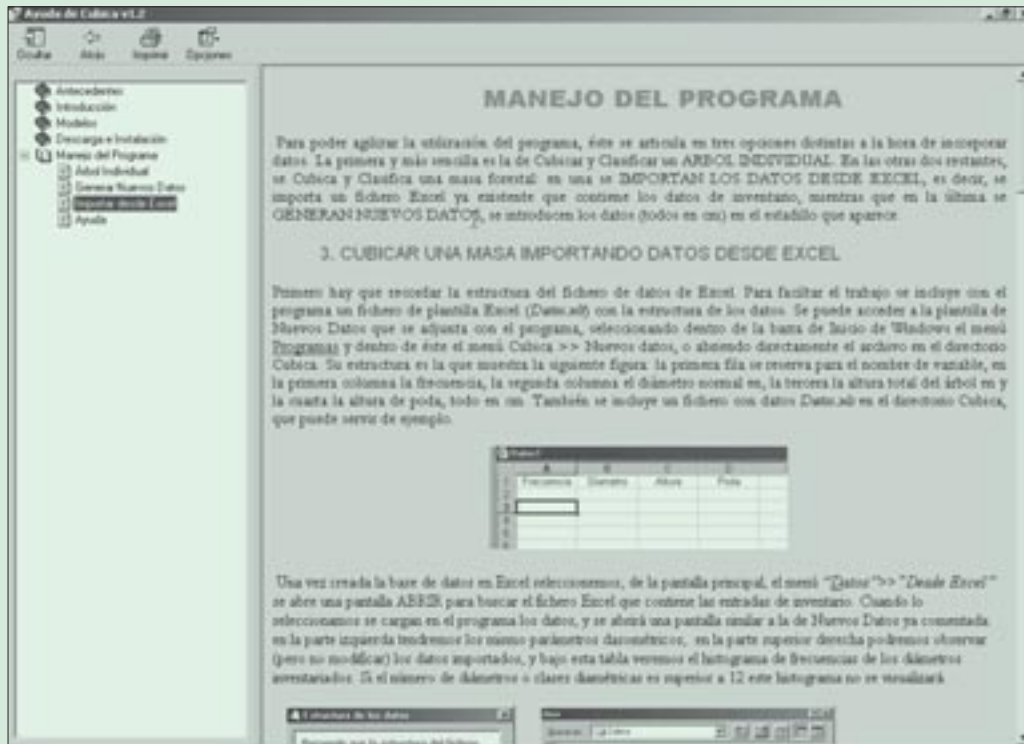 Ayuda de Cubica v1.2
Ocultar Atrás Imprimir Opciones
Antecedentes
Introducción
Modelos
Descarga e Instalación
Manejo del Programa
Arbol Individual
Genera Nuevos Datos
Importar desde Excel
Ayuda
MANEJO DEL PROGRAMA
Para poder agilizar la utilización del programa, éste se articula en tres opciones distintas a la hora de incorporar
datos. La primera y más sencilla es la de Cubicar y Clasificar un ARBOL INDIVIDUAL. En las otras dos restantes,
se Cubica y Clasifica una masa forestal: en una se IMPORTAN LOS DATOS DESDE EXCEL, es decir, se
importa un fichero Excel ya existente que contiene los datos de inventario, mientras que en la última se
GENERAN NUEVOS DATOS, se introducen los datos (todos en cm) en el estadillo que aparece.
3. CUBICAR UNA MASA IMPORTANDO DATOS DESDE EXCEL
Primero hay que recordar la estructura del fichero de datos de Excel. Para facilitar el trabajo se incluye con el
programa un fichero de plantilla Excel (Datos.xlt) con la estructura de los datos. Se puede acceder a la plantilla de
Nuevos Datos que se adjunta con el programa, seleccionando dentro de la barra de Inicio de Windows el menú
Programas y dentro de éste el menú Cubica >> Nuevos datos, o abriendo directamente el archivo en el directorio
Cubica. Su estructura es la que muestra la siguiente figura: la primera fila se reserva para el nombre de variable, en
la primera columna la frecuencia, la segunda columna el diámetro normal en, la tercera la altura total del árbol en y
la cuarta la altura de poda, todo en cm. También se incluye un fichero con datos Datos.xls en el directorio Cubica,
que puede servir de ejemplo.
A B C D
1 Frecuencia Diametro Altura Poda
2
3
4
5
6
Una vez creada la base de datos en Excel seleccionemos, de la pantalla principal, el menú "Datos">>"Desde Excel"
se abre una pantalla ABRIR para buscar el fichero Excel que contiene las entradas de inventario. Cuando lo
seleccionamos se cargan en el programa los datos, y se abrirá una pantalla similar a la de Nuevos Datos ya comentada:
en la parte izquierda tendremos los mismo parámetros dasométricos, en la parte superior derecha podremos observar
(pero no modificar) los datos importados, y bajo esta tabla veremos el histograma de frecuencias de los diámetros
inventariados. Si el número de diámetros o clases diamétricas es superior a 12 este histograma no se visualizará.
Estructura de los datos
Abrir
Recuerde que la estructura del fichero
Buscar en: Cubica